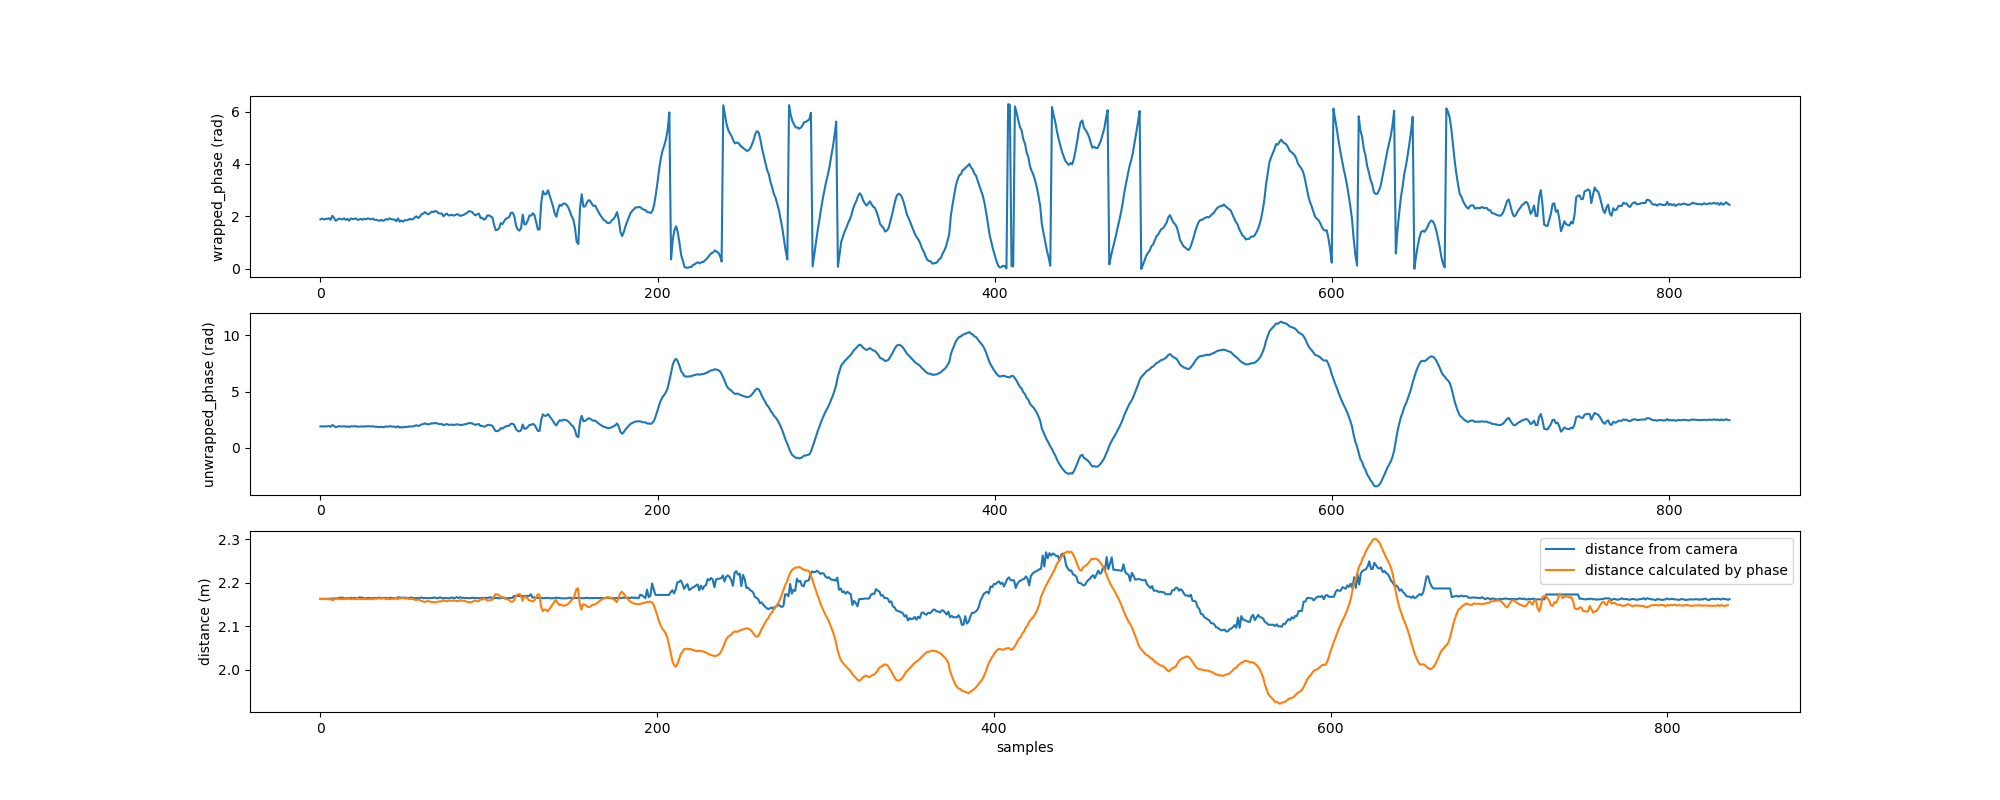 wrapped_phase (rad)
6
4
2
0
0 200 400 600 800
unwrapped_phase (rad)
10
5
0
0 200 400 600 800
distance (m)
2.3
2.2
2.1
2.0
distance from camera
distance calculated by phase
0 200 400 600 800
samples